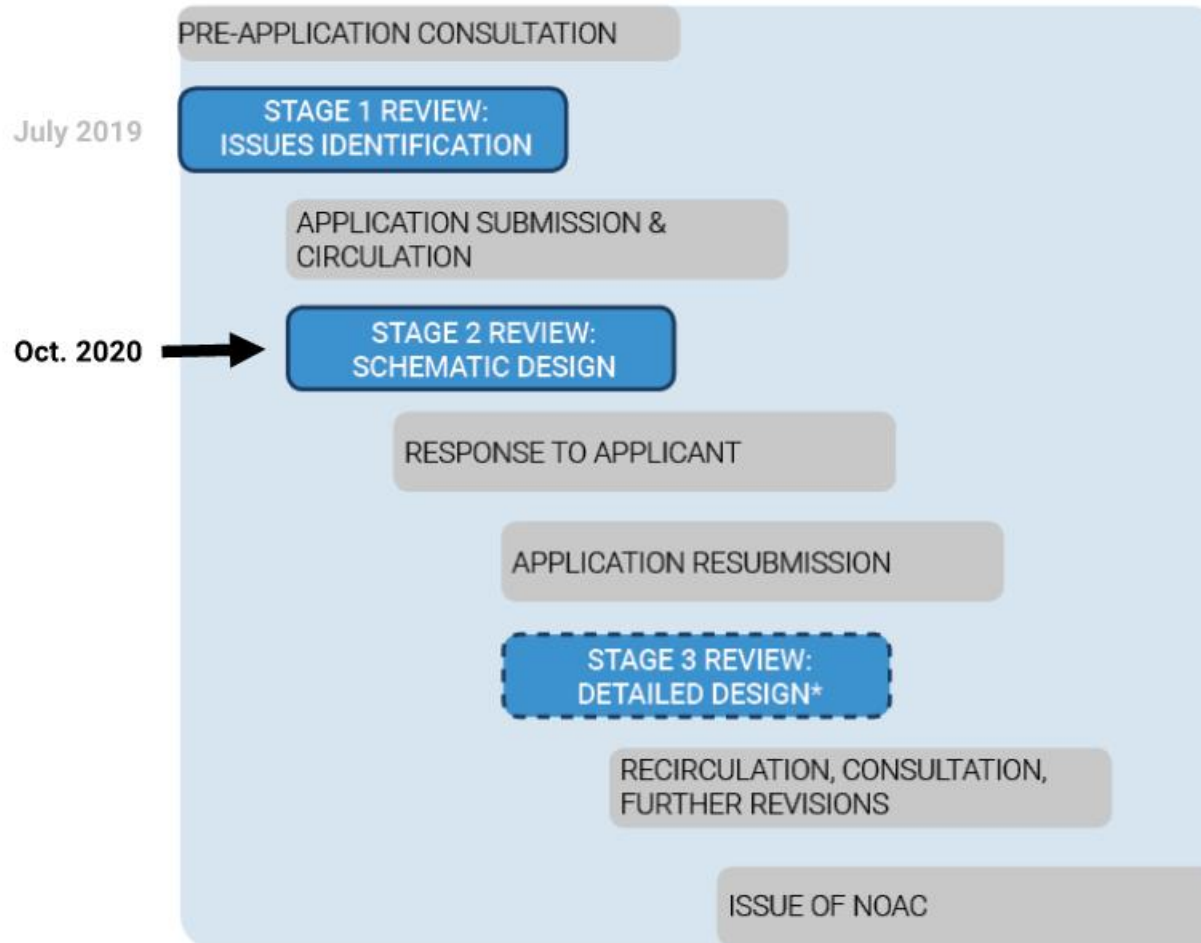 PRE-APPLICATION CONSULTATION
July 2019
STAGE 1 REVIEW:
ISSUES IDENTIFICATION
APPLICATION SUBMISSION &
CIRCULATION
Oct. 2020
STAGE 2 REVIEW:
SCHEMATIC DESIGN
RESPONSE TO APPLICANT
APPLICATION RESUBMISSION
STAGE 3 REVIEW:
DETAILED DESIGN*
RECIRCULATION, CONSULTATION,
FURTHER REVISIONS
ISSUE OF NOAC